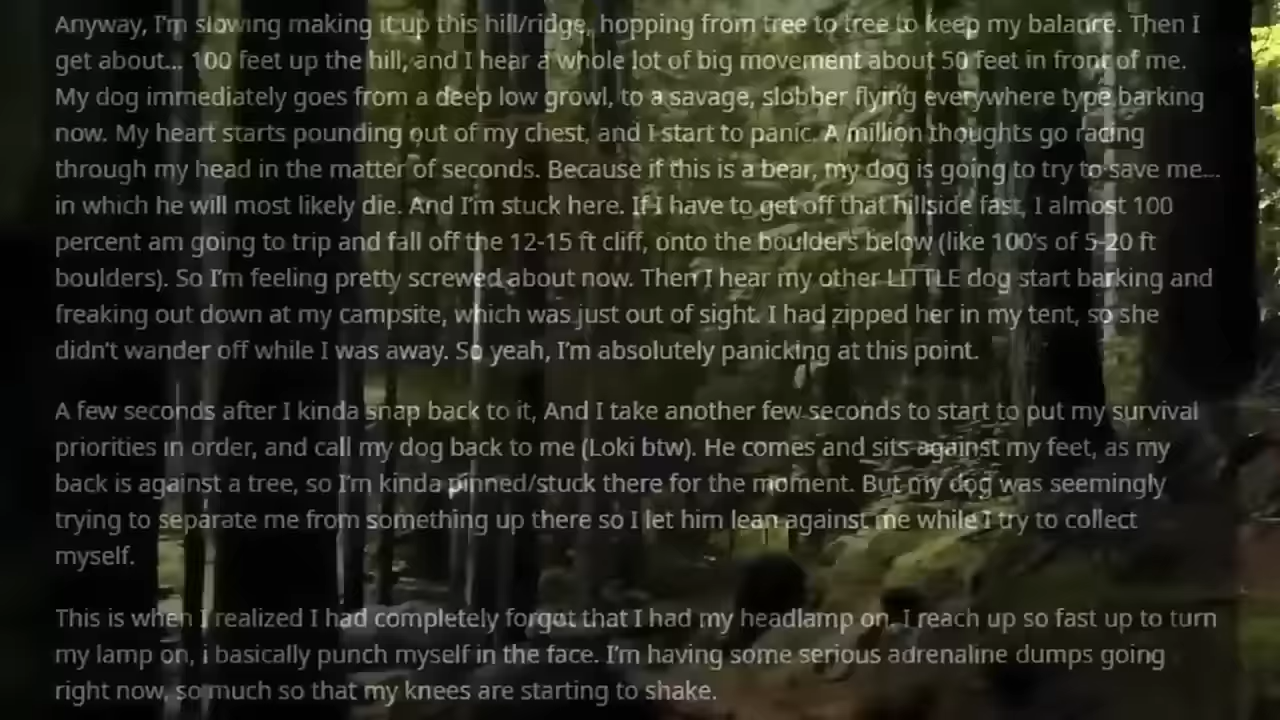 Anyway, I'm slowing making it up this hill/ridge, hopping from tree to tree to keep my balance. Then I
get about... 100 feet up the hill, and I hear a whole lot of big movement about 50 feet in front of me.
My dog immediately goes from a deep low growl, to a savage, slobber flying everywhere type barking
now. My heart starts pounding out of my chest, and I start to panic. A million thoughts go racing
through my head in the matter of seconds. Because if this is a bear, my dog is going to try to save me...
in which he will most likely die. And I'm stuck here. If I have to get off that hillside fast, I almost 100
percent am going to trip and fall off the 12-15 ft cliff, onto the boulders below (like 100's of 5-20 ft
boulders). So I'm feeling pretty screwed about now. Then I hear my other LITTLE dog start barking and
freaking out down at my campsite, which was just out of sight. I had zipped her in my tent, so she
didn't wander off while I was away. So yeah, I'm absolutely panicking at this point.
A few seconds after I kinda snap back to it, And I take another few seconds to start to put my survival
priorities in order, and call my dog back to me (Loki btw). He comes and sits against my feet, as my
back is against a tree, so I'm kinda pinned/stuck there for the moment. But my dog was seemingly
trying to separate me from something up there so I let him lean against me while I try to collect
myself.
This is when I realized I had completely forgot that I had my headlamp on. I reach up so fast up to turn
my lamp on, i basically punch myself in the face. I'm having some serious adrenaline dumps going
right now, so much so that my knees are starting to shake.